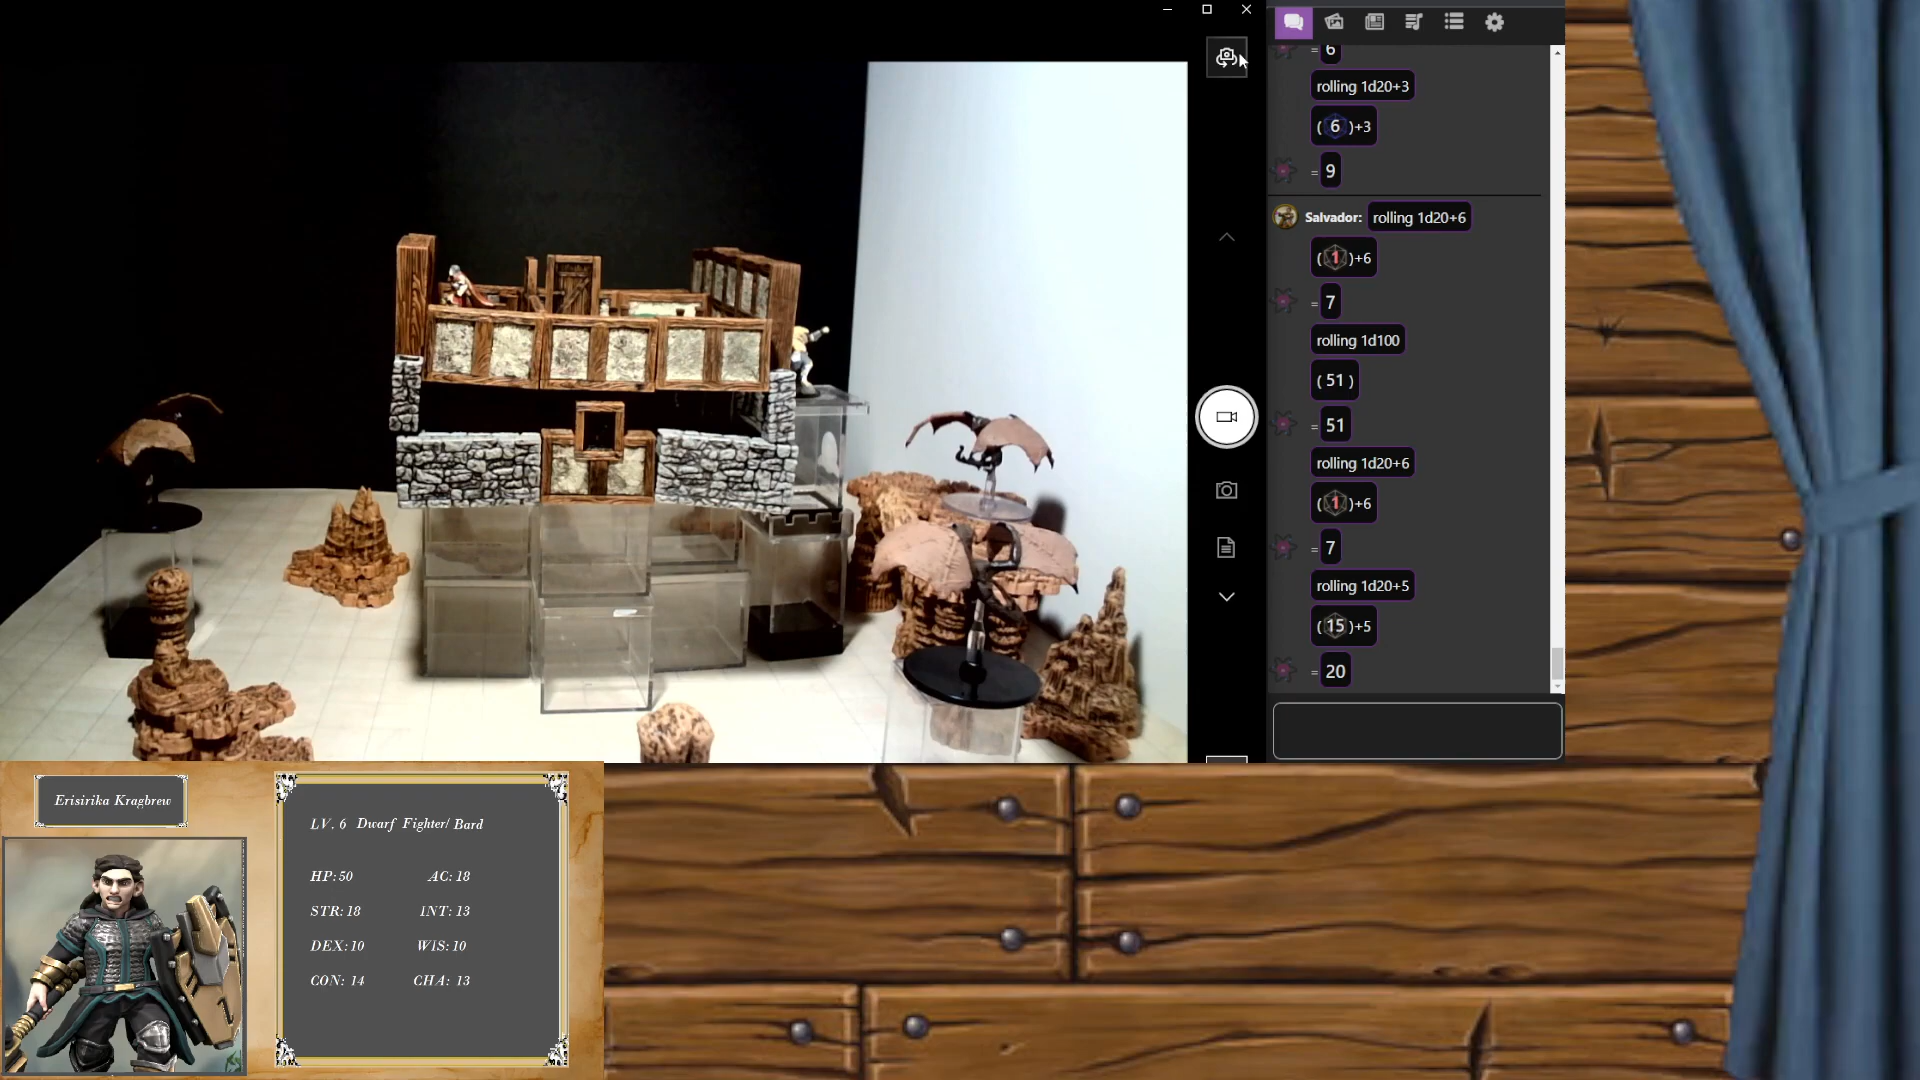 = 6
rolling 1d20+3
(6)+3
= 9
Salvador: rolling 1d20+6
(1)+6
= 7
rolling 1d100
(51)
= 51
rolling 1d20+6
(1)+6
= 7
rolling 1d20+5
(15)+5
= 20
Erisirika Kragbrew
LV. 6 Dwarf Fighter/ Bard
HP: 50 AC: 18
STR: 18 INT: 13
DEX: 10 WIS: 10
CON: 14 CHA: 13